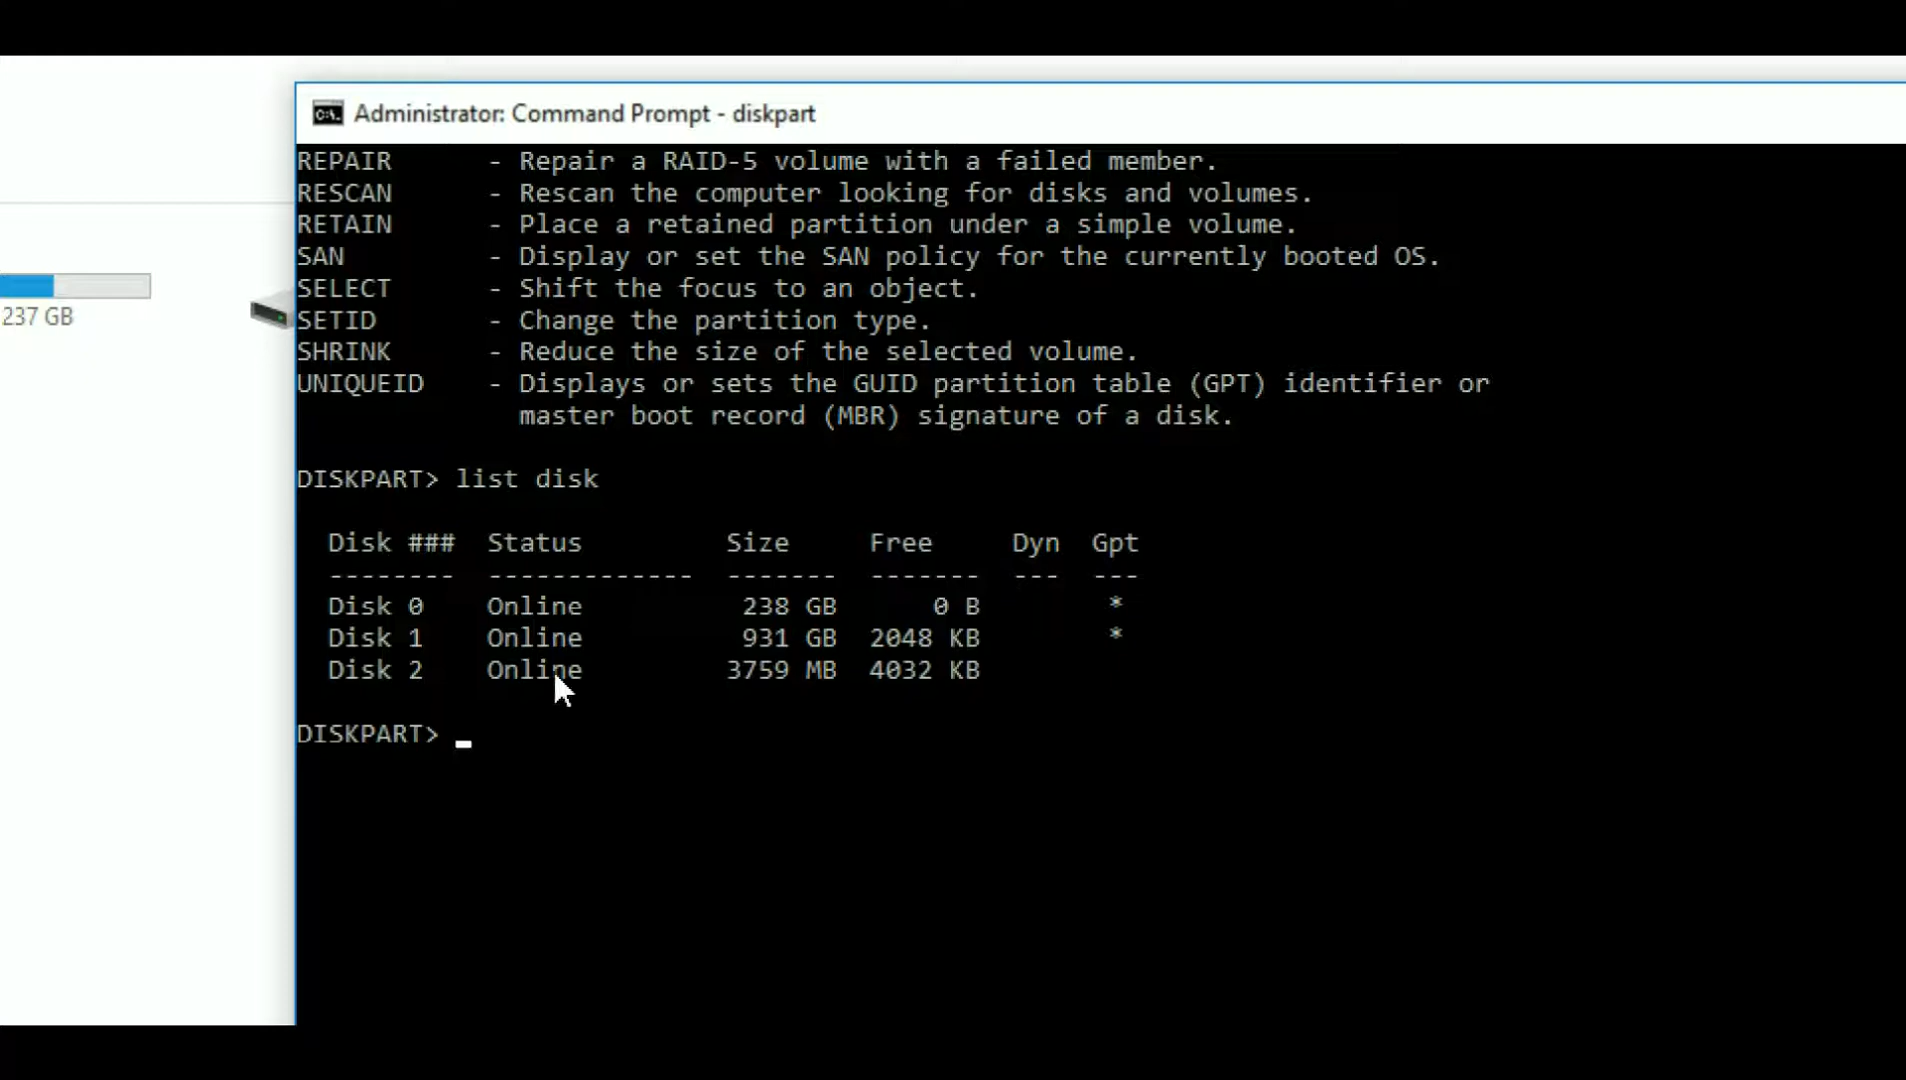 Administrator: Command Prompt - diskpart
REPAIR - Repair a RAID-5 volume with a failed member.
RESCAN - Rescan the computer looking for disks and volumes.
RETAIN - Place a retained partition under a simple volume.
SAN - Display or set the SAN policy for the currently booted OS.
SELECT - Shift the focus to an object.
SETID - Change the partition type.
SHRINK - Reduce the size of the selected volume.
UNIQUEID - Displays or sets the GUID partition table (GPT) identifier or
master boot record (MBR) signature of a disk.
237 GB
DISKPART> list disk
Disk ### Status Size Free Dyn Gpt
-------- ------------- ------- ------- --- ---
Disk 0 Online 238 GB 0 B *
Disk 1 Online 931 GB 2048 KB *
Disk 2 Online 3759 MB 4032 KB
DISKPART> _